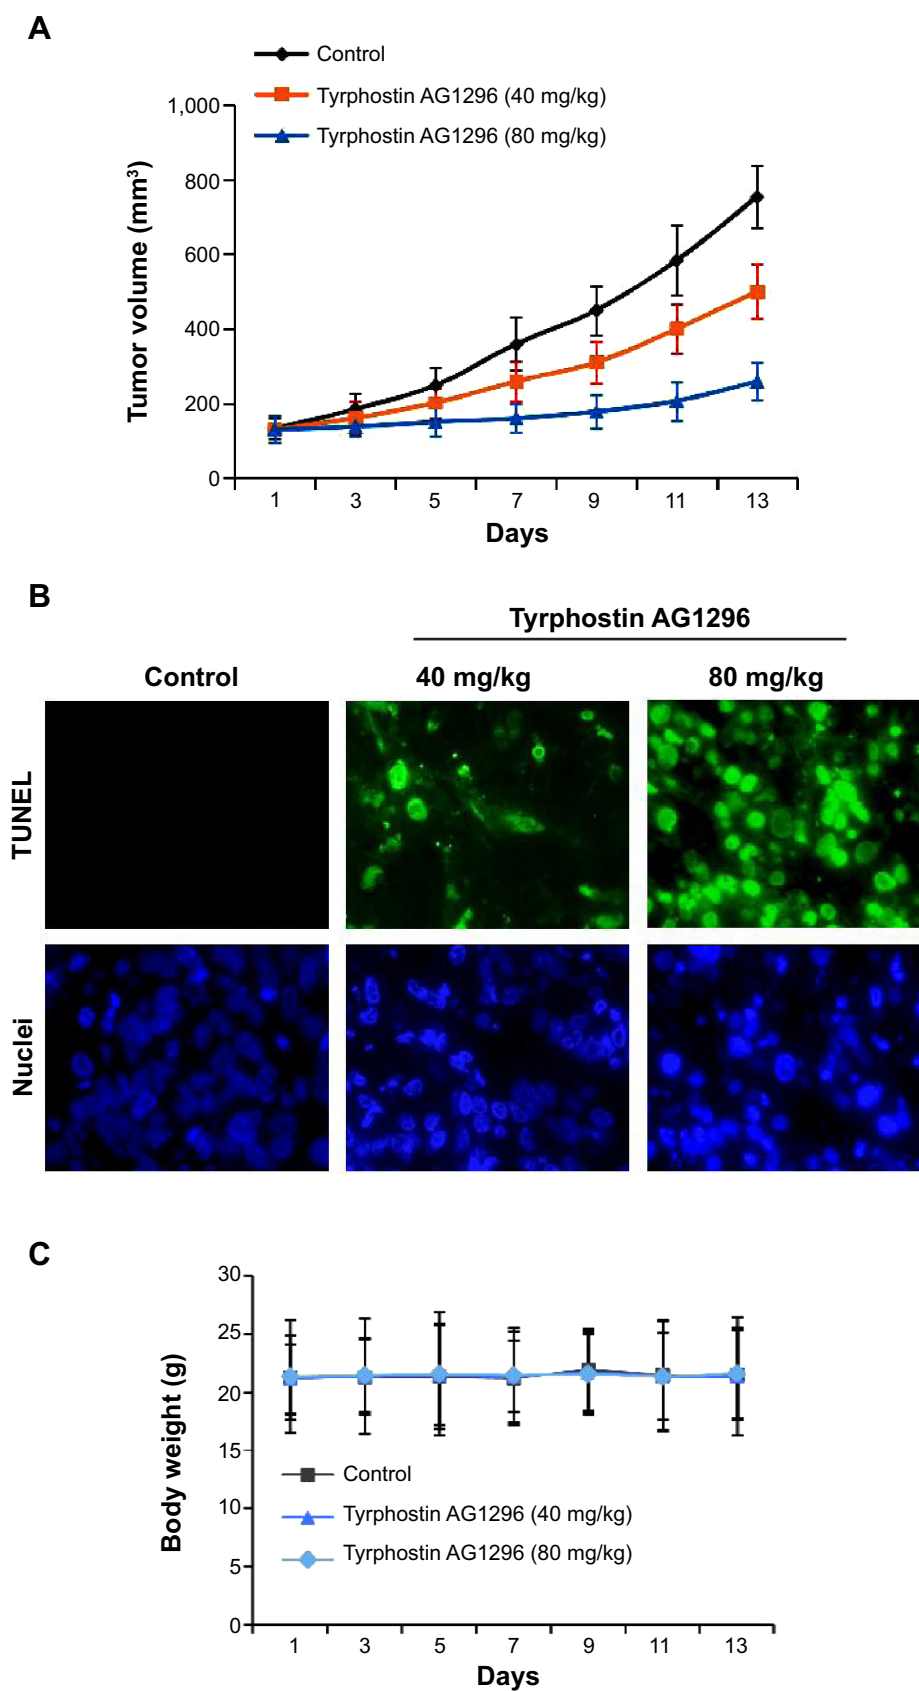 A
Control
Tyrphostin AG1296 (40 mg/kg)
Tyrphostin AG1296 (80 mg/kg)
1,000
800
600
400
200
0
Tumor volume (mm³)
1 3 5 7 9 11 13
Days
B
Tyrphostin AG1296
Control 40 mg/kg 80 mg/kg
TUNEL
Nuclei
C
30
25
20
15
10
5
0
Body weight (g)
Control
Tyrphostin AG1296 (40 mg/kg)
Tyrphostin AG1296 (80 mg/kg)
1 3 5 7 9 11 13
Days